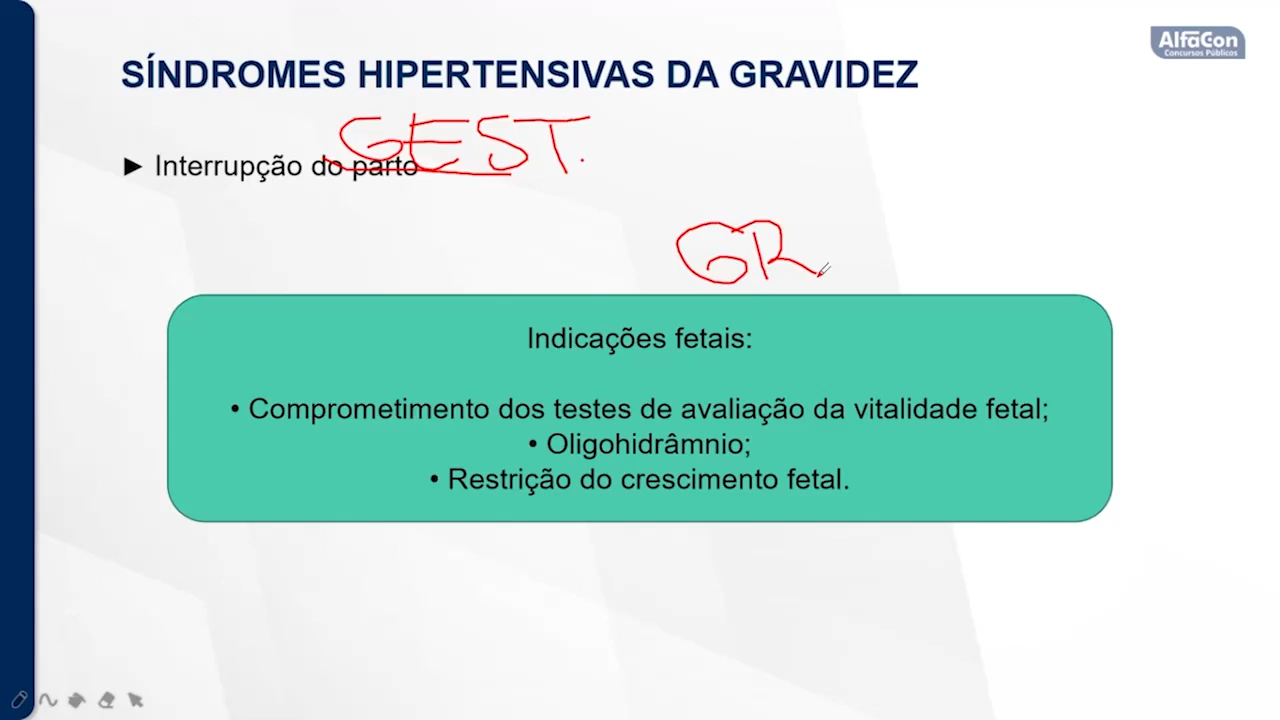 AlfaCon
Concursos Públicos
SÍNDROMES HIPERTENSIVAS DA GRAVIDEZ
GEST.
► Interrupção do parto
GR
Indicações fetais:
• Comprometimento dos testes de avaliação da vitalidade fetal;
• Oligohidrâmnio;
• Restrição do crescimento fetal.